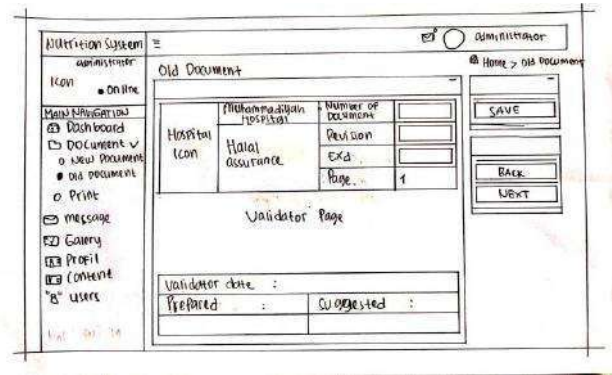 Nutrition System
administrator
administrator
Icon
• Online
MAIN NAVIGATION
Dashboard
Document
New Document
Old Document
Print
message
Galery
Profil
Content
users
Old Document
Home > Old Document
Hospital
Icon
Muhammadiyah
Hospital
Halal
assurance
Number of
Document
Revision
Exd
Page
1
Validator Page
Validator date :
Prepared :
Suggested :
SAVE
BACK
NEXT